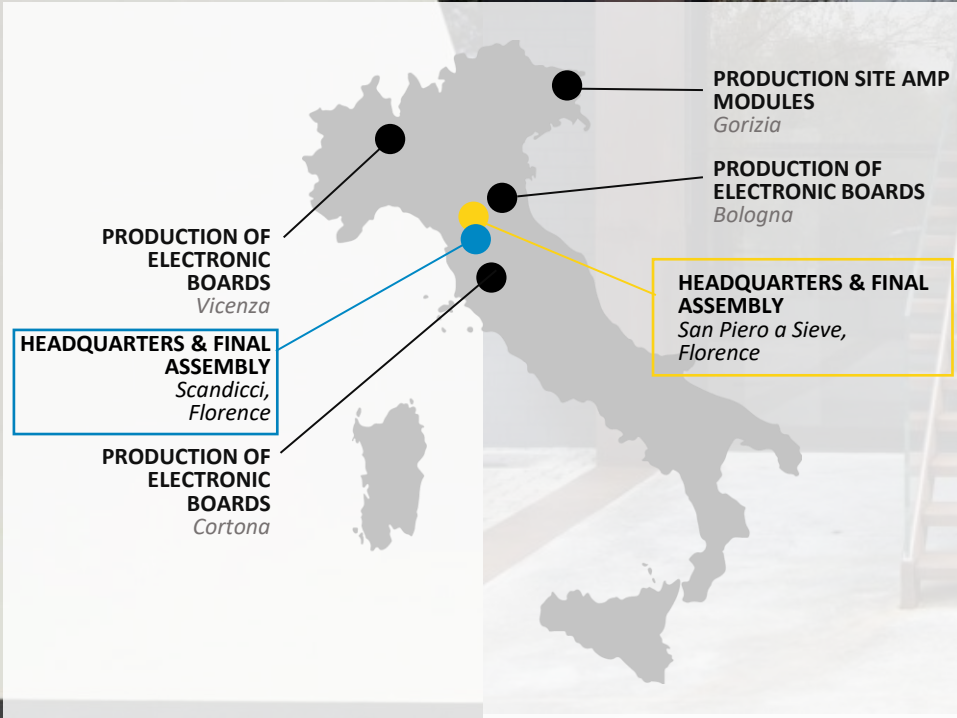 PRODUCTION SITE AMP
MODULES
Gorizia
PRODUCTION OF
ELECTRONIC BOARDS
Bologna
PRODUCTION OF
ELECTRONIC
BOARDS
Vicenza
HEADQUARTERS & FINAL
ASSEMBLY
San Piero a Sieve,
Florence
HEADQUARTERS & FINAL
ASSEMBLY
Scandicci,
Florence
PRODUCTION OF
ELECTRONIC
BOARDS
Cortona